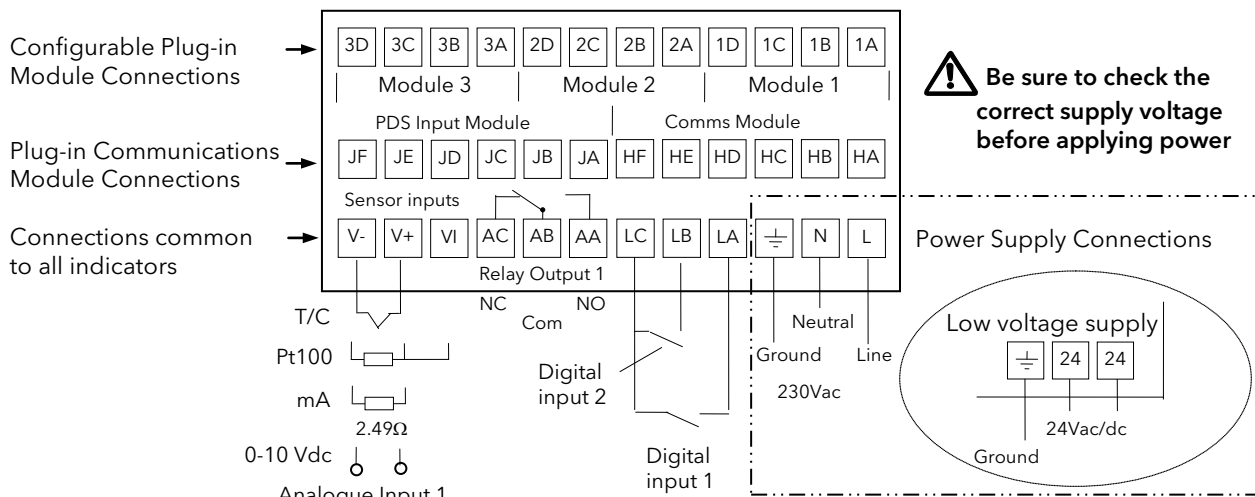 Configurable Plug-in
Module Connections
3D 3C 3B 3A 2D 2C 2B 2A 1D 1C 1B 1A
Module 3 Module 2 Module 1
Be sure to check the
correct supply voltage
before applying power
PDS Input Module Comms Module
Plug-in Communications
Module Connections
JF JE JD JC JB JA HF HE HD HC HB HA
Sensor inputs
Connections common
to all indicators
V- V+ VI AC AB AA LC LB LA N L
Relay Output 1
Power Supply Connections
NC NO
Com
T/C
Pt100
mA
2.49Ω
0-10 Vdc
Analogue Input 1
Digital
input 2
Digital
input 1
Neutral
Ground Line
230Vac
Low voltage supply
24 24
24Vac/dc
Ground